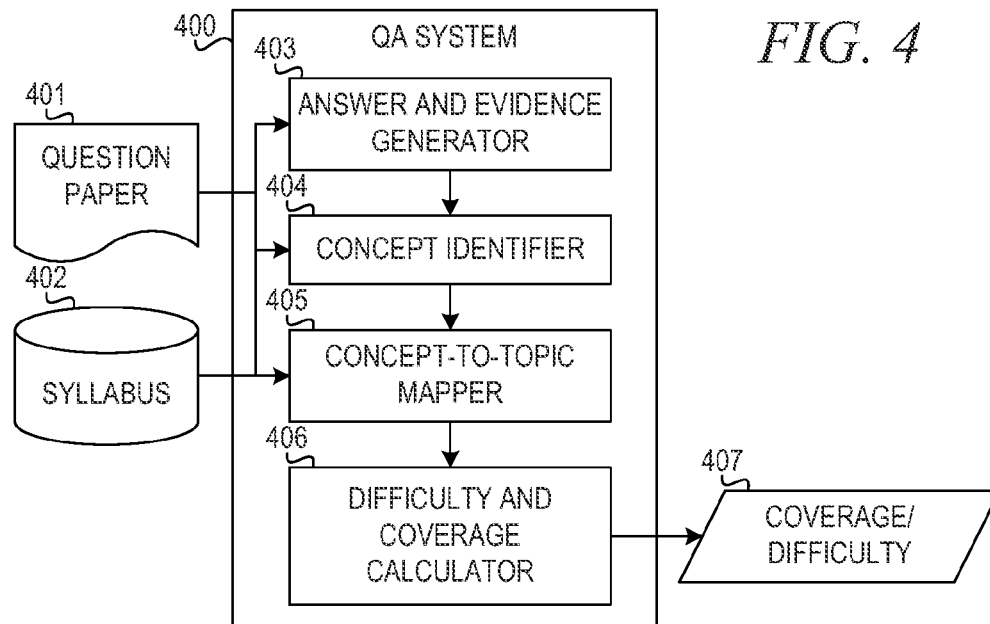 400
QA SYSTEM
FIG. 4
403
ANSWER AND EVIDENCE
GENERATOR
401
QUESTION
PAPER
404
CONCEPT IDENTIFIER
402
SYLLABUS
405
CONCEPT-TO-TOPIC
MAPPER
406
DIFFICULTY AND
COVERAGE
CALCULATOR
407
COVERAGE/
DIFFICULTY